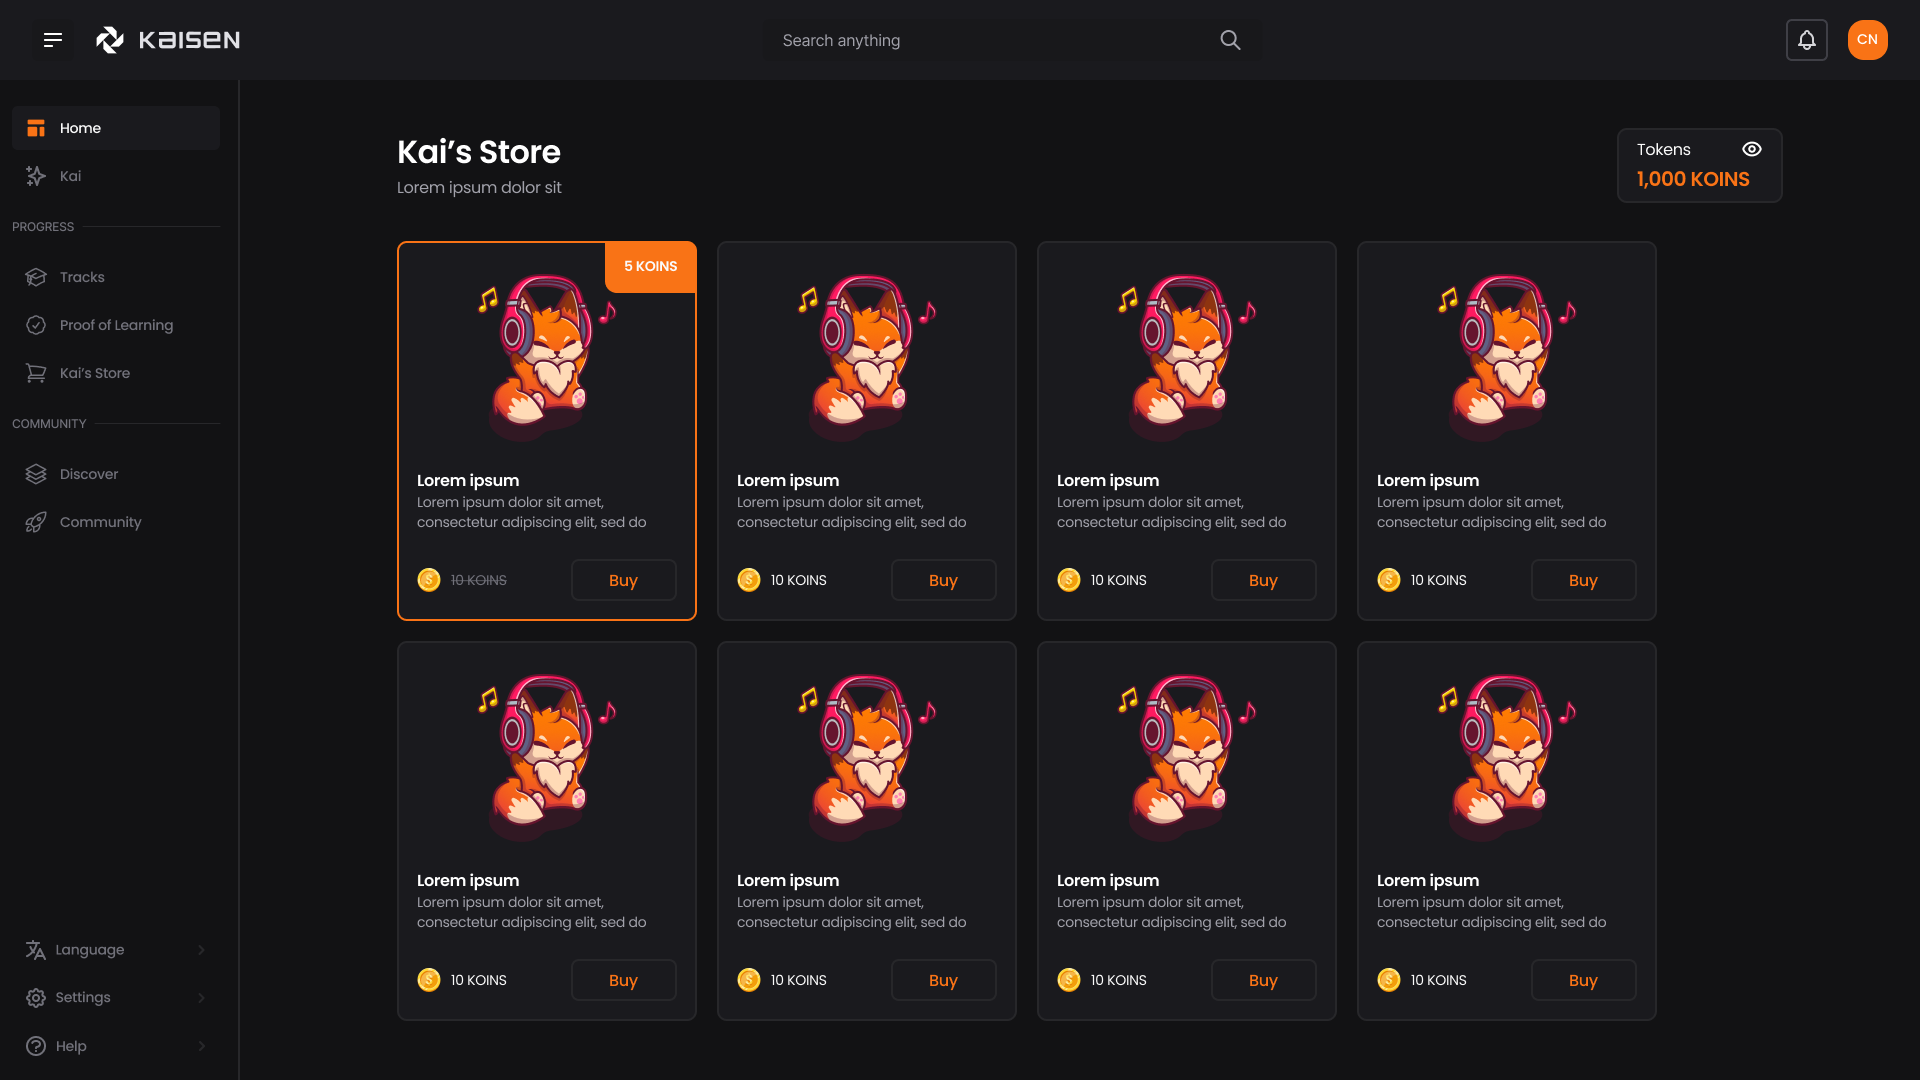 KAISEN
Search anything
CN
Home
Kai
PROGRESS
Tracks
Proof of Learning
Kai's Store
COMMUNITY
Discover
Community
Language
Settings
Help
Kai's Store
Lorem ipsum dolor sit
Tokens
1,000 KOINS
5 KOINS
Lorem ipsum
Lorem ipsum dolor sit amet,
consectetur adipiscing elit, sed do
10 KOINS
Buy
Lorem ipsum
Lorem ipsum dolor sit amet,
consectetur adipiscing elit, sed do
10 KOINS
Buy
Lorem ipsum
Lorem ipsum dolor sit amet,
consectetur adipiscing elit, sed do
10 KOINS
Buy
Lorem ipsum
Lorem ipsum dolor sit amet,
consectetur adipiscing elit, sed do
10 KOINS
Buy
Lorem ipsum
Lorem ipsum dolor sit amet,
consectetur adipiscing elit, sed do
10 KOINS
Buy
Lorem ipsum
Lorem ipsum dolor sit amet,
consectetur adipiscing elit, sed do
10 KOINS
Buy
Lorem ipsum
Lorem ipsum dolor sit amet,
consectetur adipiscing elit, sed do
10 KOINS
Buy
Lorem ipsum
Lorem ipsum dolor sit amet,
consectetur adipiscing elit, sed do
10 KOINS
Buy